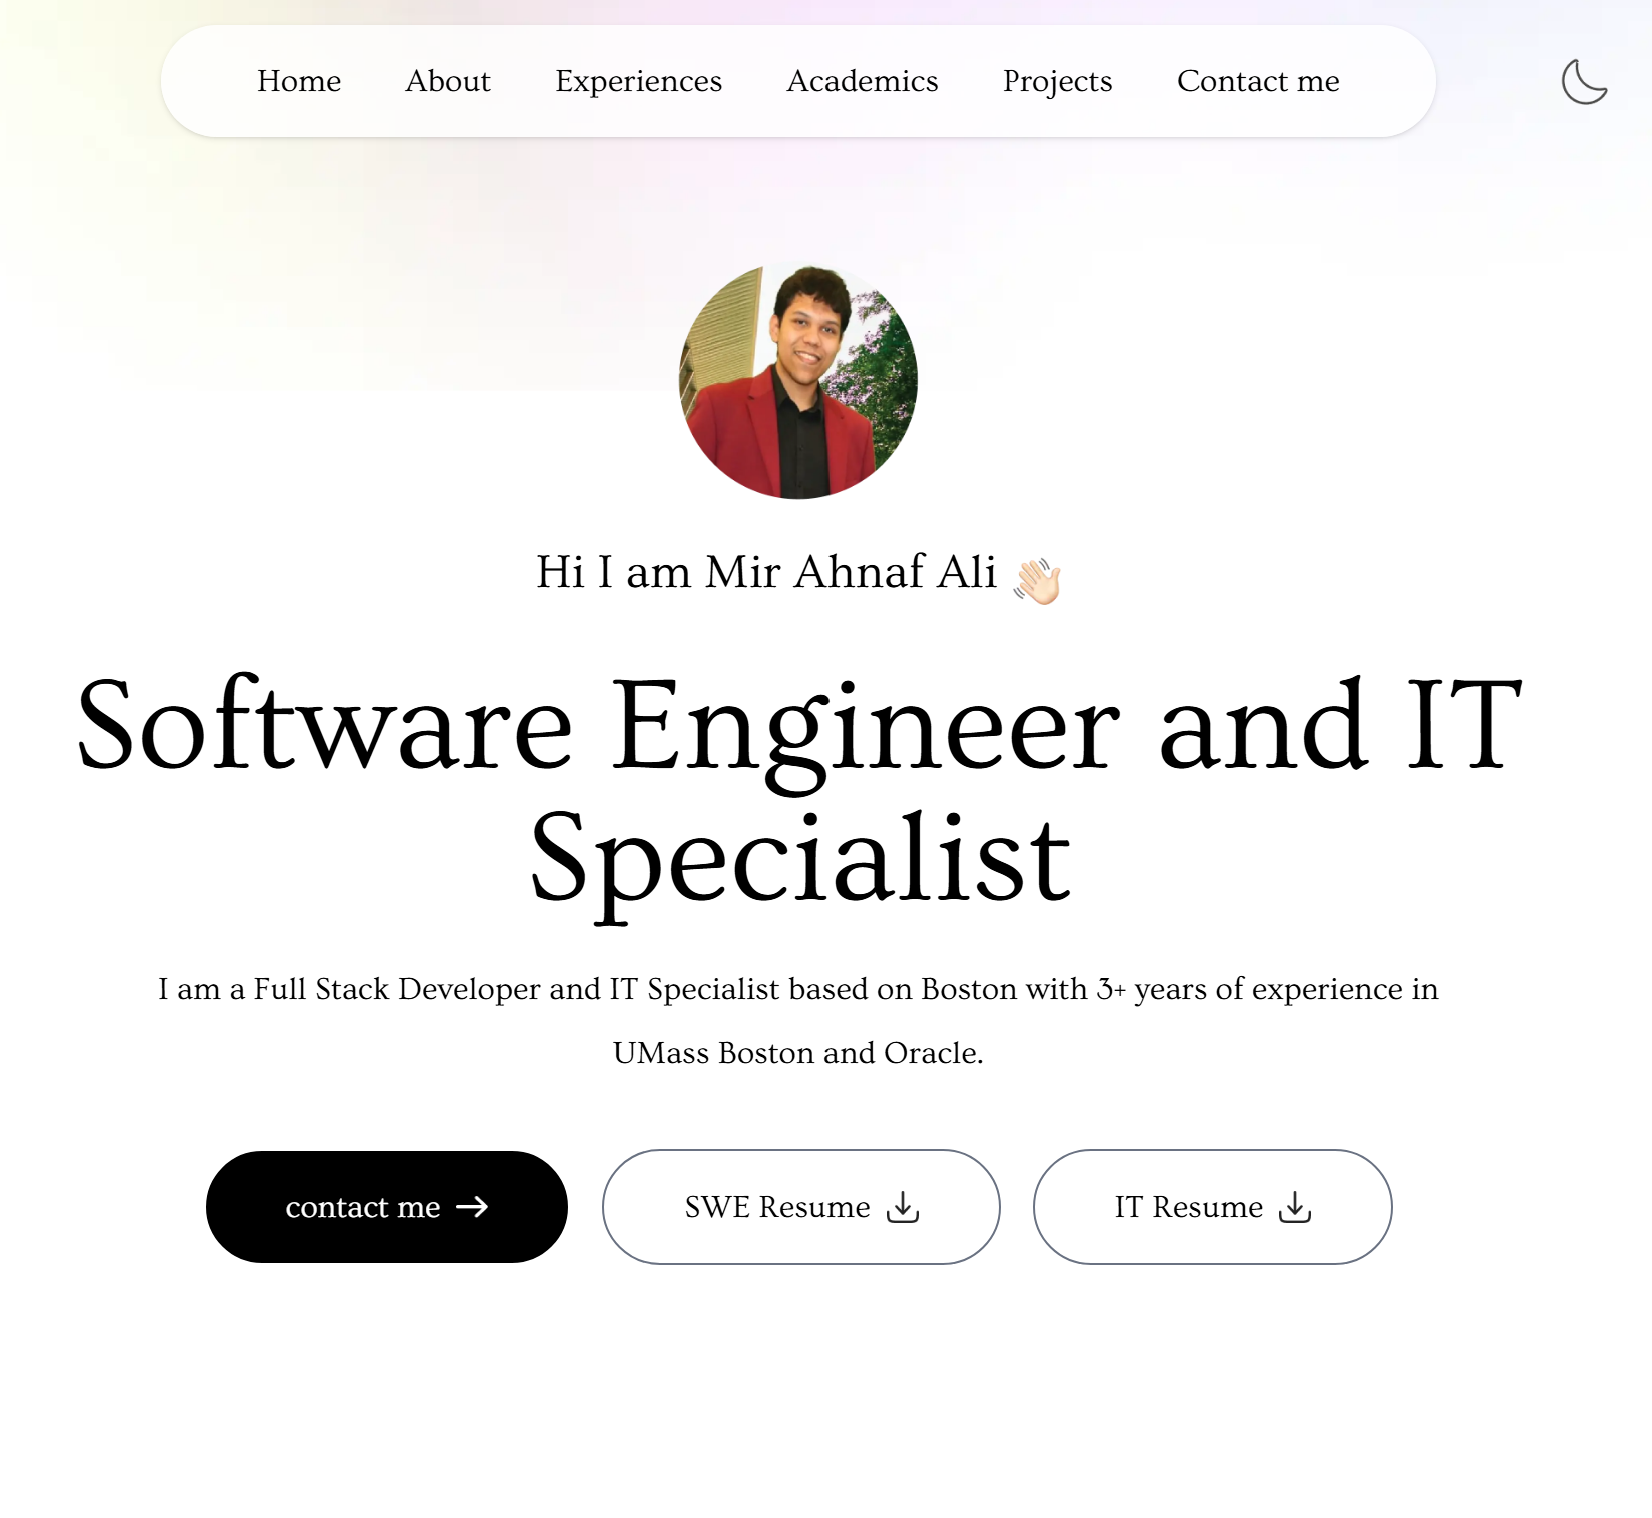 Home About Experiences Academics Projects Contact me
Hi I am Mir Ahnaf Ali 👋🏻
Software Engineer and IT
Specialist
I am a Full Stack Developer and IT Specialist based on Boston with 3+ years of experience in
UMass Boston and Oracle.
contact me → SWE Resume IT Resume